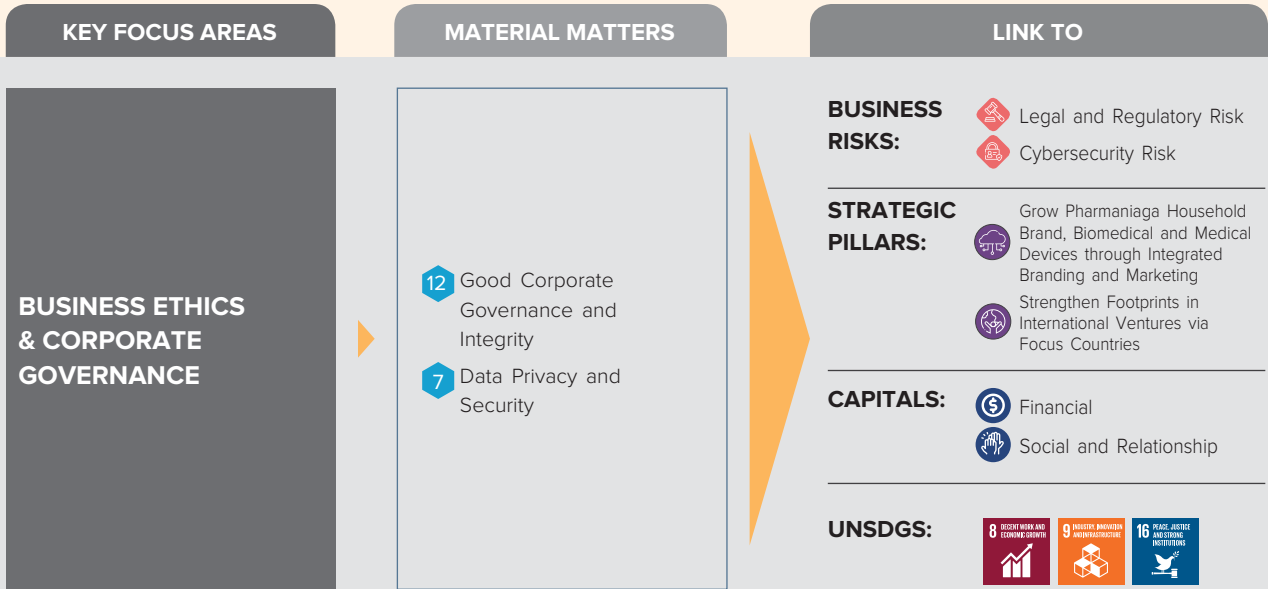 KEY FOCUS AREAS
MATERIAL MATTERS
LINK TO
BUSINESS ETHICS
& CORPORATE
GOVERNANCE
12 Good Corporate
Governance and
Integrity
7 Data Privacy and
Security
BUSINESS
RISKS:
Legal and Regulatory Risk
Cybersecurity Risk
STRATEGIC
PILLARS:
Grow Pharmaniaga Household
Brand, Biomedical and Medical
Devices through Integrated
Branding and Marketing
Strengthen Footprints in
International Ventures via
Focus Countries
CAPITALS:
Financial
Social and Relationship
UNSDGS:
8 DECENT WORK AND
ECONOMIC GROWTH
9 INDUSTRY, INNOVATION
AND INFRASTRUCTURE
16 PEACE, JUSTICE
AND STRONG
INSTITUTIONS